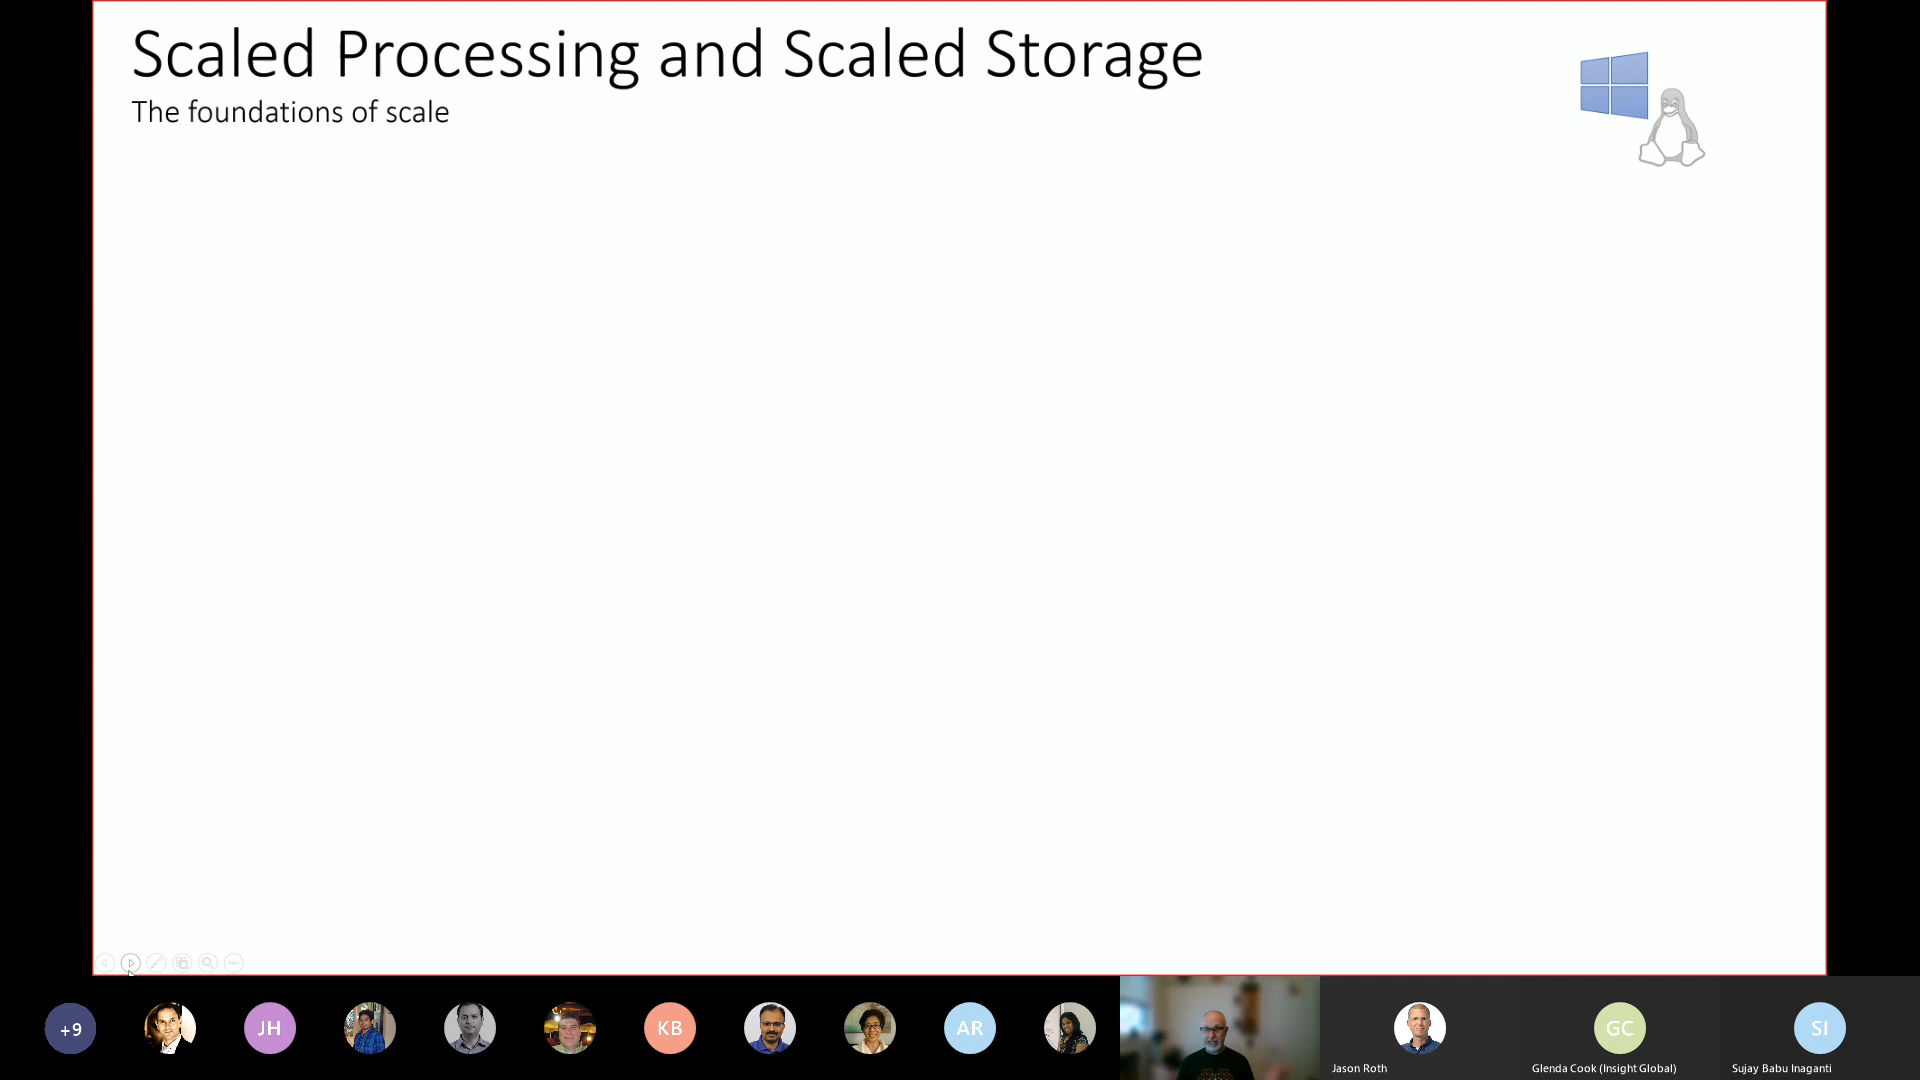 Scaled Processing and Scaled Storage
The foundations of scale
+9
JH
KB
AR
Jason Roth
GC
Glenda Cook (Insight Global)
SI
Sujay Babu Inaganti